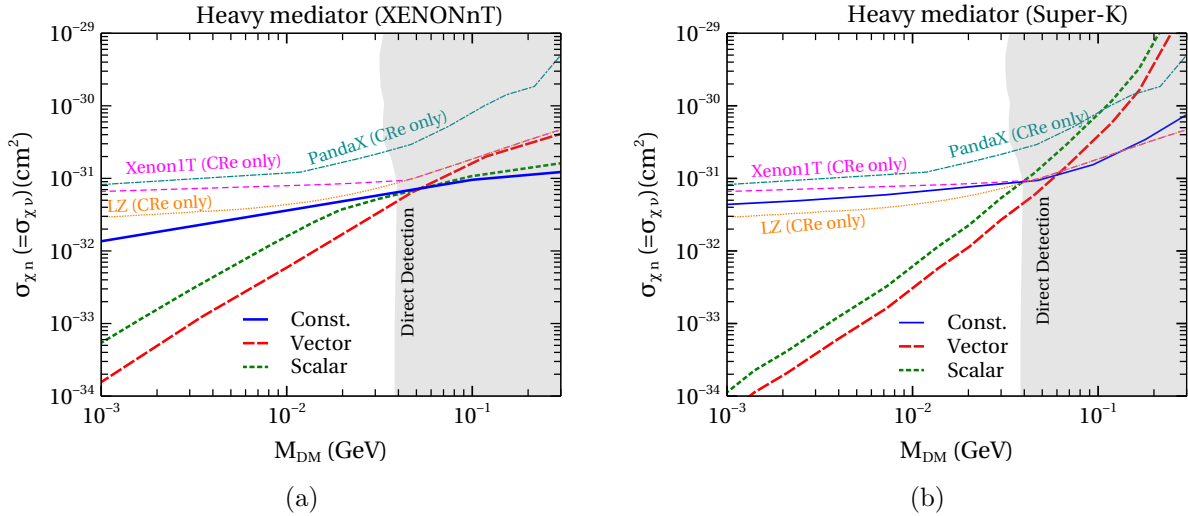 Heavy mediator (XENONnT)
10⁻²⁹
10⁻³⁰
10⁻³¹
10⁻³²
10⁻³³
10⁻³⁴
σχn (=σχν)(cm²)
PandaX (CRe only)
Xenon1T (CRe only)
LZ (CRe only)
Direct Detection
Const.
Vector
Scalar
10⁻³
10⁻²
10⁻¹
M_DM (GeV)
(a)
Heavy mediator (Super-K)
10⁻²⁹
10⁻³⁰
10⁻³¹
10⁻³²
10⁻³³
10⁻³⁴
σχn (=σχν)(cm²)
PandaX (CRe only)
Xenon1T (CRe only)
LZ (CRe only)
Direct Detection
Const.
Vector
Scalar
10⁻³
10⁻²
10⁻¹
M_DM (GeV)
(b)